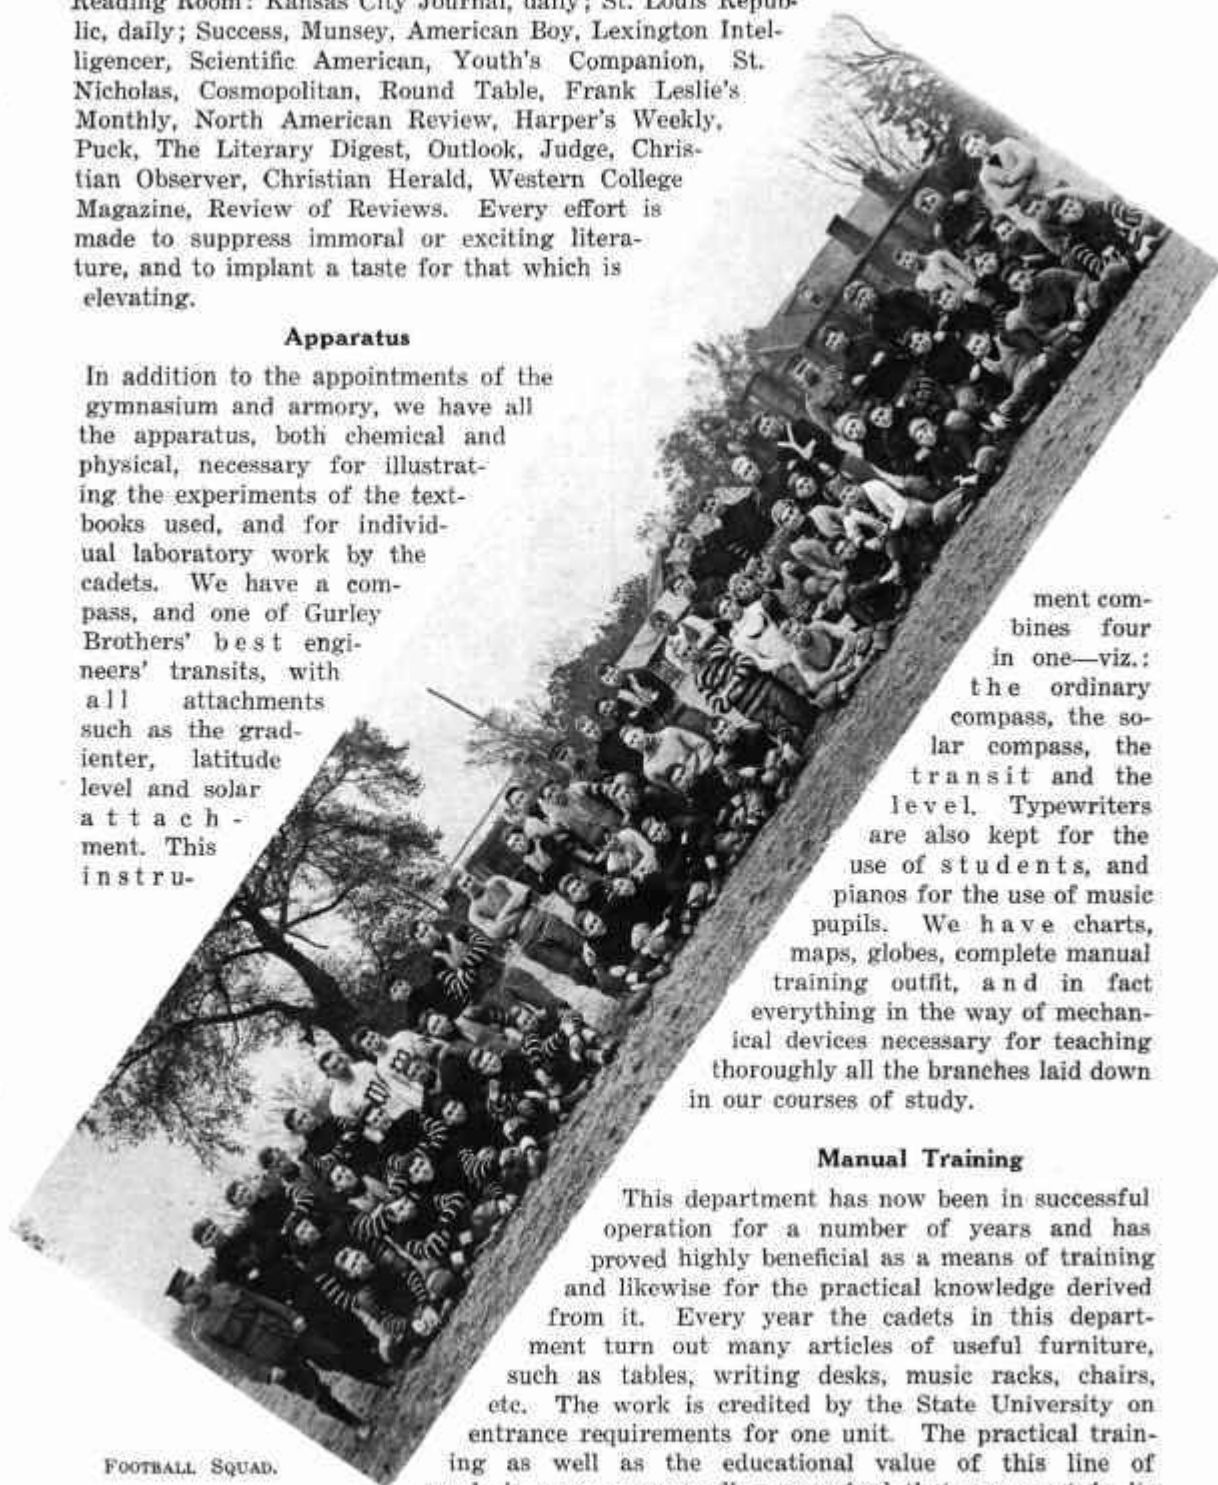 Reading Room: Kansas City Journal, daily; St. Louis Repub-
lic, daily; Success, Munsey, American Boy, Lexington Intel-
ligencer, Scientific American, Youth's Companion, St.
Nicholas, Cosmopolitan, Round Table, Frank Leslie's
Monthly, North American Review, Harper's Weekly,
Puck, The Literary Digest, Outlook, Judge, Chris-
tian Observer, Christian Herald, Western College
Magazine, Review of Reviews. Every effort is
made to suppress immoral or exciting litera-
ture, and to implant a taste for that which is
elevating.
Apparatus
In addition to the appointments of the
gymnasium and armory, we have all
the apparatus, both chemical and
physical, necessary for illustrat-
ing the experiments of the text-
books used, and for individ-
ual laboratory work by the
cadets. We have a com-
pass, and one of Gurley
Brothers' best engi-
neers' transits, with
all attachments
such as the grad-
ienter, latitude
level and solar
attach-
ment. This
instru-
ment com-
bines four
in one—viz.:
the ordinary
compass, the so-
lar compass, the
transit and the
level. Typewriters
are also kept for the
use of students, and
pianos for the use of music
pupils. We have charts,
maps, globes, complete manual
training outfit, and in fact
everything in the way of mechan-
ical devices necessary for teaching
thoroughly all the branches laid down
in our courses of study.
Manual Training
This department has now been in successful
operation for a number of years and has
proved highly beneficial as a means of training
and likewise for the practical knowledge derived
from it. Every year the cadets in this depart-
ment turn out many articles of useful furniture,
such as tables, writing desks, music racks, chairs,
etc. The work is credited by the State University on
entrance requirements for one unit. The practical train-
ing as well as the educational value of this line of
FOOTBALL SQUAD.